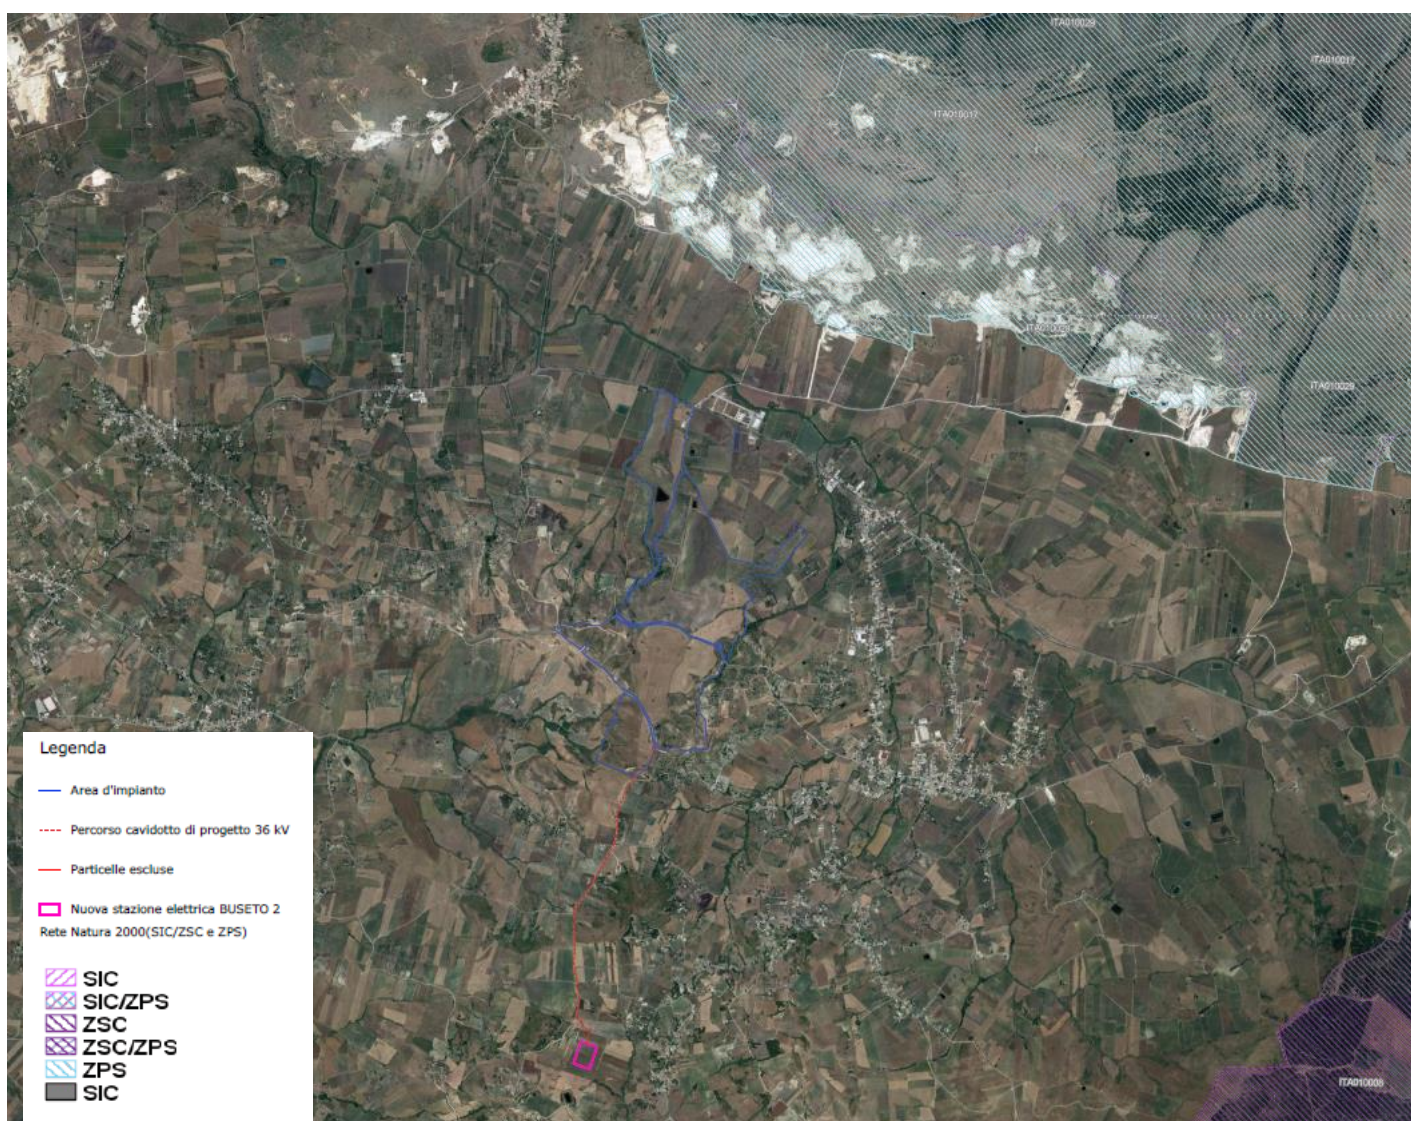 ITA010029
ITA010017
ITA010017
ITA010029
Legenda
Area d'impianto
Percorso cavidotto di progetto 36 kV
Particelle escluse
Nuova stazione elettrica BUSETO 2
Rete Natura 2000(SIC/ZSC e ZPS)
SIC
SIC/ZPS
ZSC
ZSC/ZPS
ZPS
SIC
ITA010008